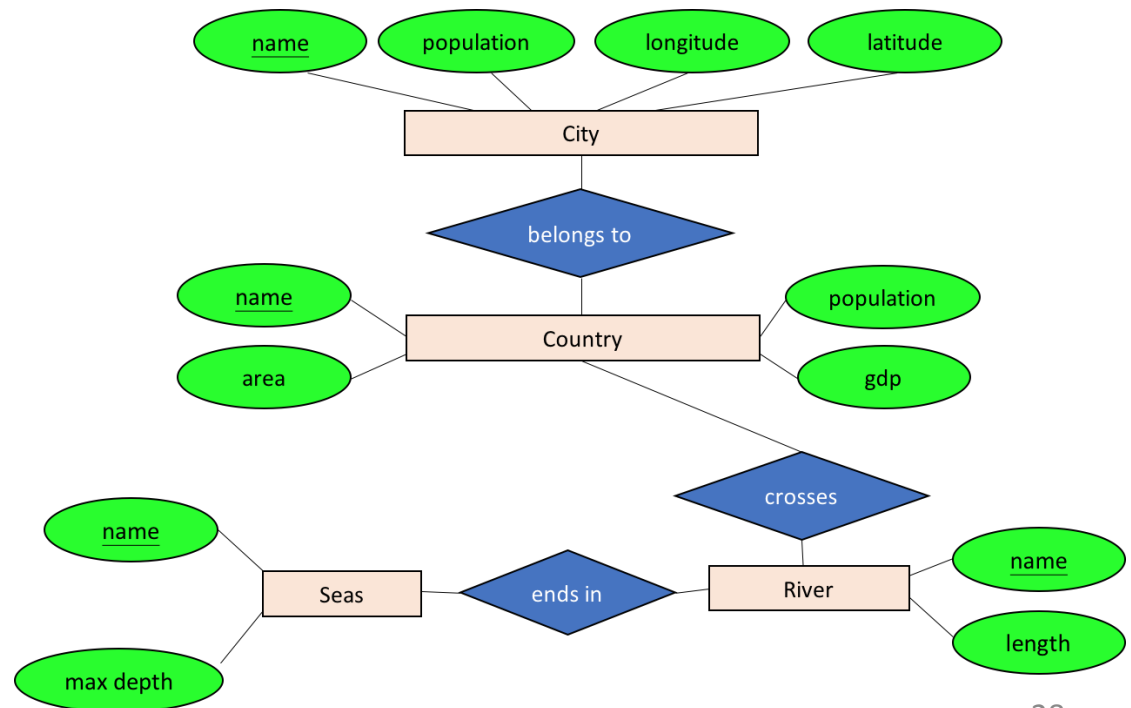 name
population
longitude
latitude
City
belongs to
name
population
Country
area
gdp
crosses
name
name
Seas
ends in
River
length
max depth